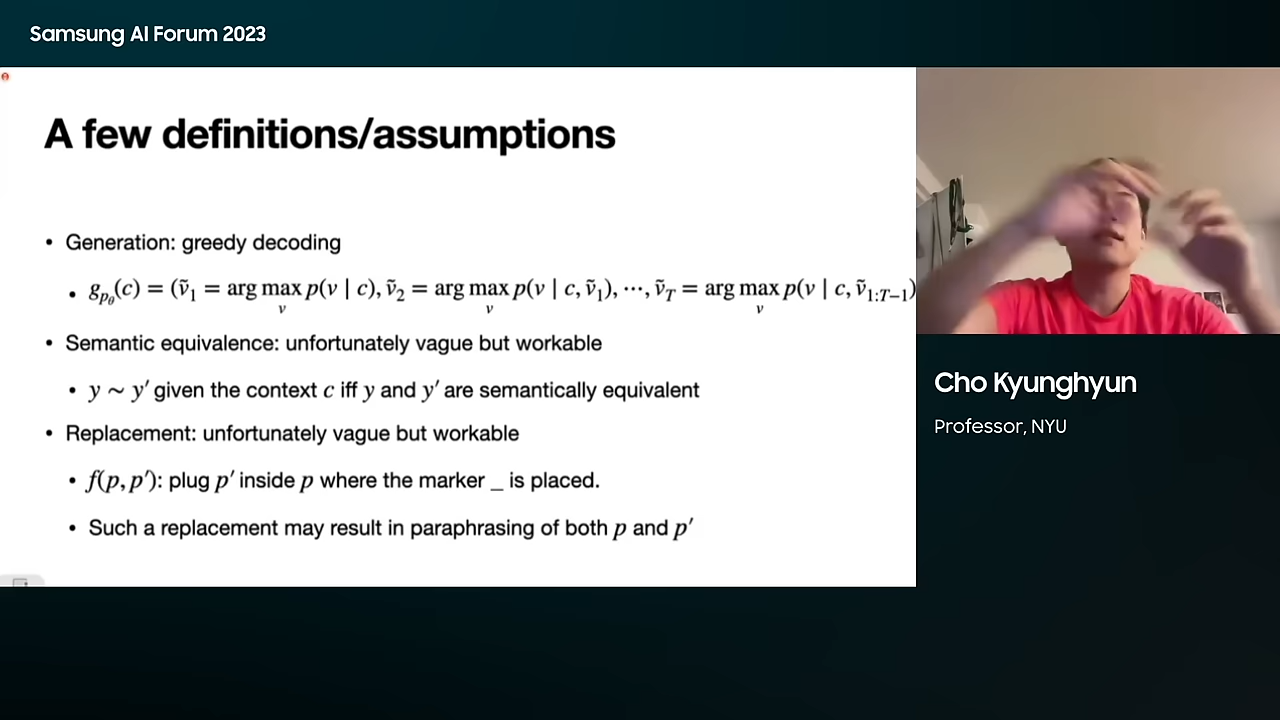 Samsung AI Forum 2023
A few definitions/assumptions
• Generation: greedy decoding
• g_{p_θ}(c) = (ṽ₁ = arg max_v p(v | c), ṽ₂ = arg max_v p(v | c, ṽ₁), ⋯, ṽ_T = arg max_v p(v | c, ṽ_{1:T−1})
• Semantic equivalence: unfortunately vague but workable
• y ~ y′ given the context c iff y and y′ are semantically equivalent
• Replacement: unfortunately vague but workable
• f(p, p′): plug p′ inside p where the marker _ is placed.
• Such a replacement may result in paraphrasing of both p and p′
Cho Kyunghyun
Professor, NYU